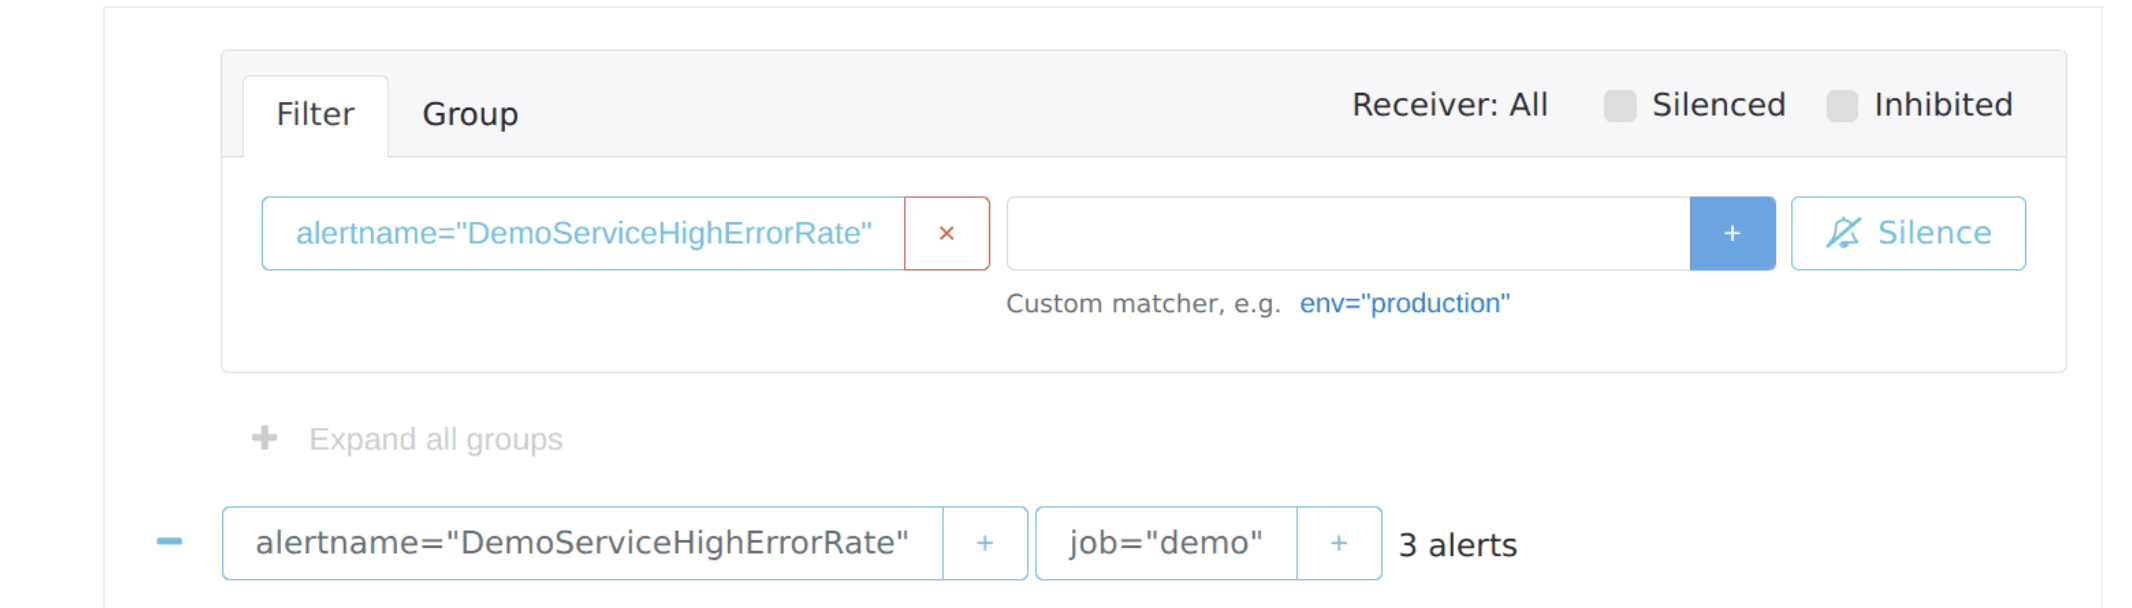 Filter Group Receiver: All Silenced Inhibited
alertname="DemoServiceHighErrorRate" × + Silence
Custom matcher, e.g. env="production"
+ Expand all groups
− alertname="DemoServiceHighErrorRate" + job="demo" + 3 alerts